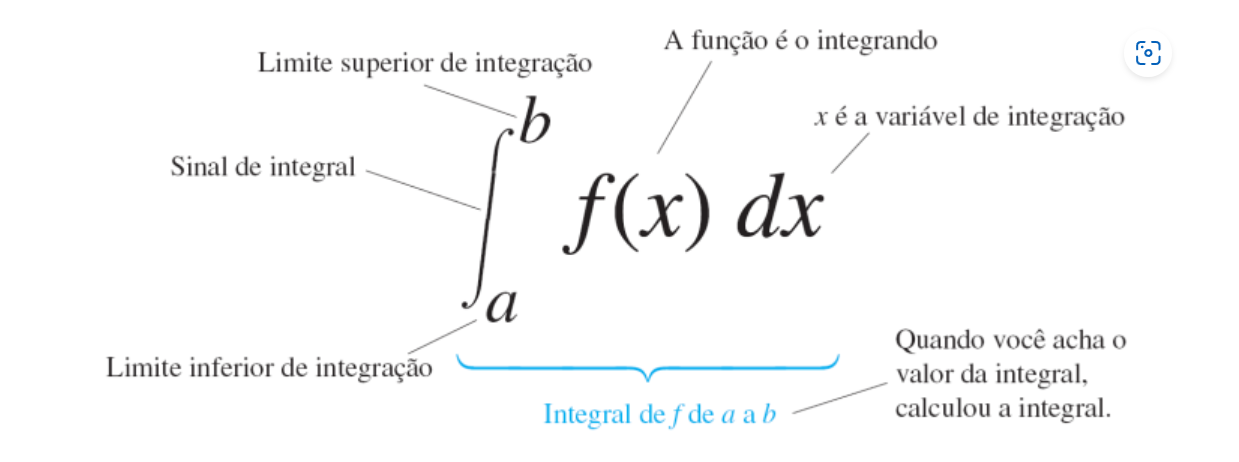 A função é o integrando
Limite superior de integração
x é a variável de integração
Sinal de integral
b
∫ f(x) dx
a
Limite inferior de integração
Quando você acha o
valor da integral,
calculou a integral.
Integral de f de a a b